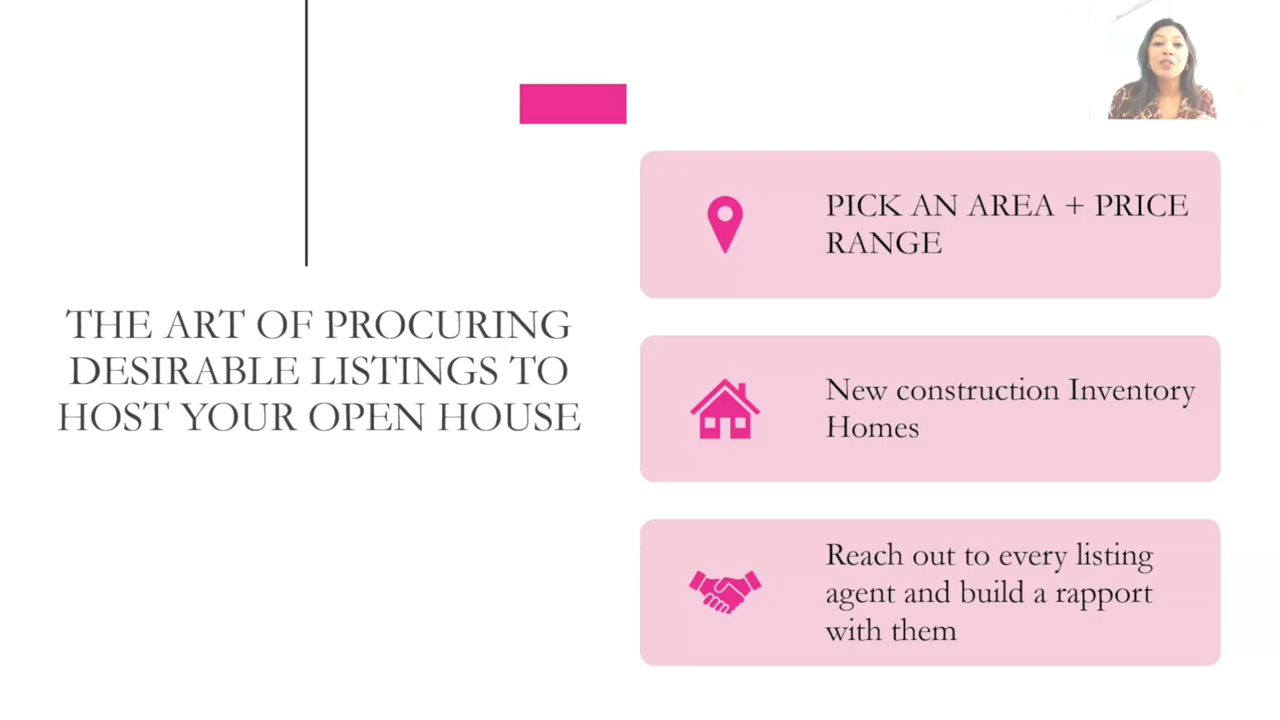 THE ART OF PROCURING
DESIRABLE LISTINGS TO
HOST YOUR OPEN HOUSE
PICK AN AREA + PRICE
RANGE
New construction Inventory
Homes
Reach out to every listing
agent and build a rapport
with them